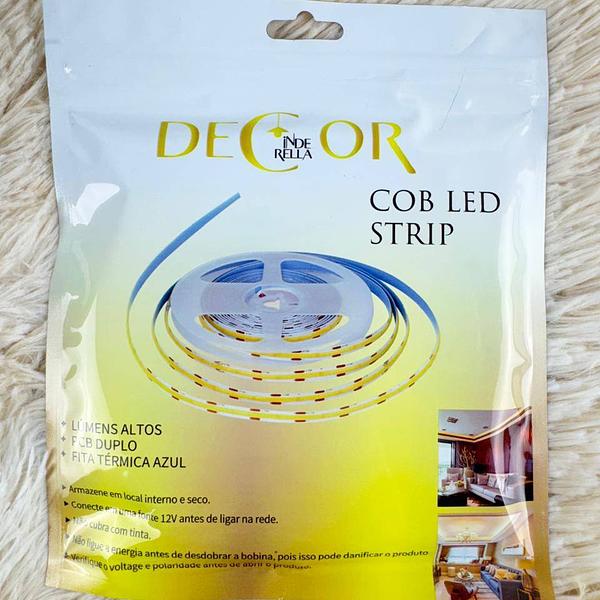 DECOR
INDE
RELLA
COB LED
STRIP
LÚMENS ALTOS
PCB DUPLO
FITA TÉRMICA AZUL
Armazene em local interno e seco.
Conecte em uma fonte 12V antes de ligar na rede.
Não cubra com tinta.
Não ligue a energia antes de desdobrar a bobina, pois isso pode danificar o produto
Verifique o voltage e polaridade antes de abrir o produto.